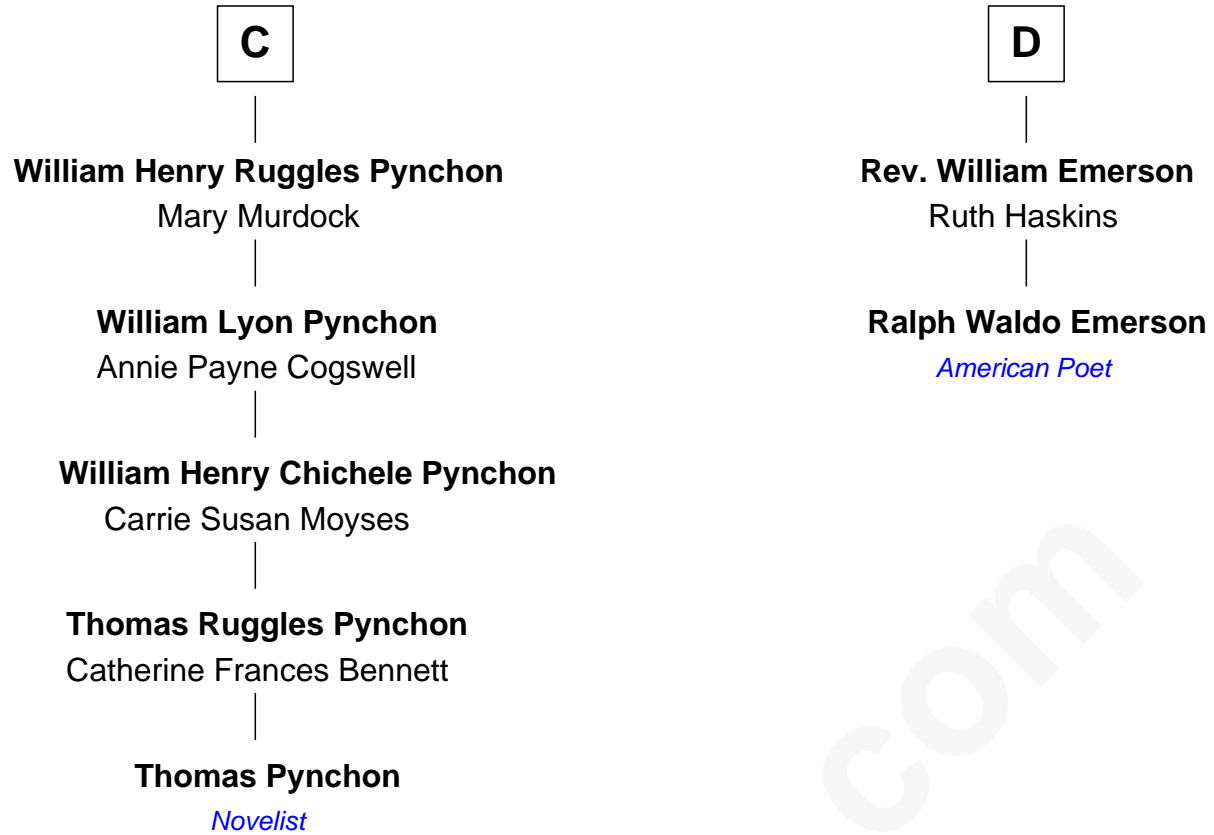 C
William Henry Ruggles Pynchon
Mary Murdock
William Lyon Pynchon
Annie Payne Cogswell
William Henry Chichele Pynchon
Carrie Susan Moyses
Thomas Ruggles Pynchon
Catherine Frances Bennett
Thomas Pynchon
Novelist
D
Rev. William Emerson
Ruth Haskins
Ralph Waldo Emerson
American Poet
com